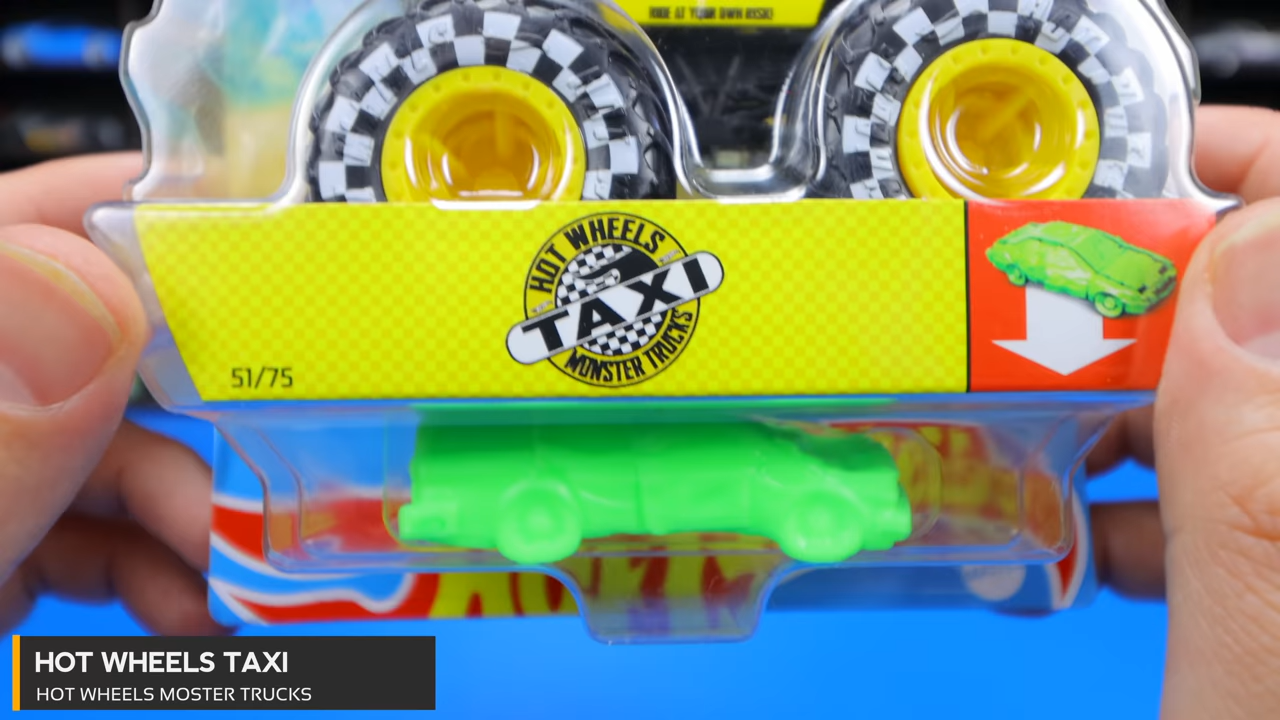 RIDE AT YOUR OWN RISK!
HOT WHEELS
TAXI
MONSTER TRUCKS
51/75
HOT WHEELS TAXI
HOT WHEELS MOSTER TRUCKS